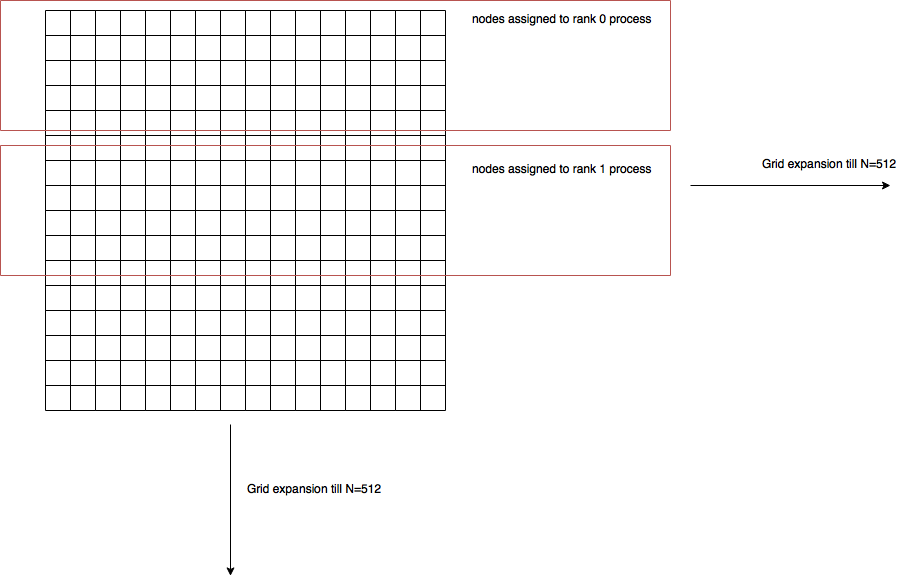 nodes assigned to rank 0 process
Grid expansion till N=512
nodes assigned to rank 1 process
Grid expansion till N=512